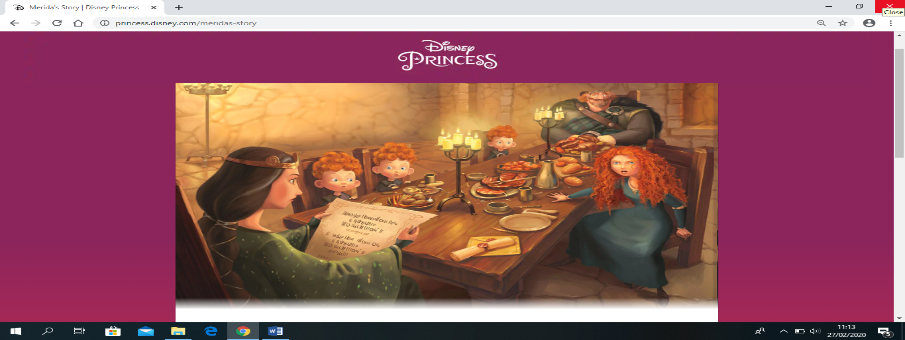 Merida's Story | Disney Princess
Close
princess.disney.com/meridas-story
Disney
PRINCESS
11:13
27/02/2020